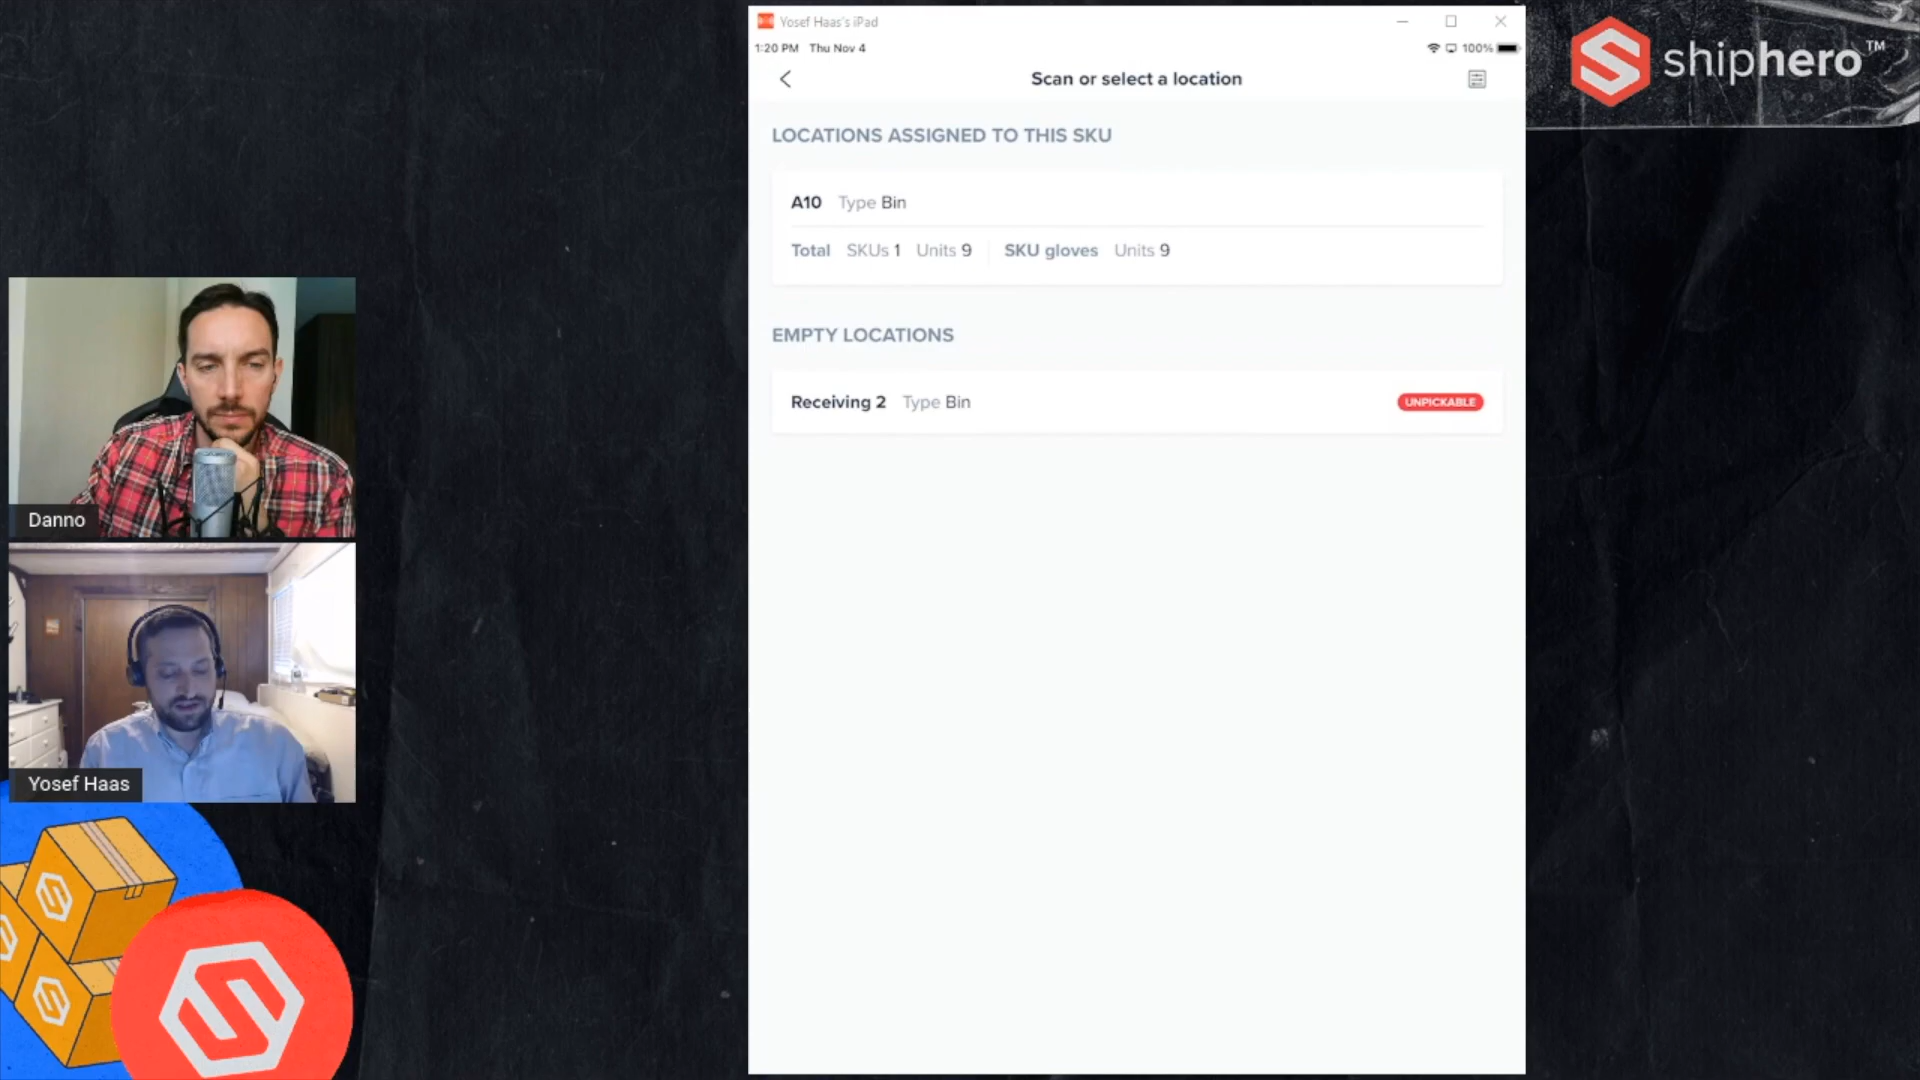 Yosef Haas's iPad
1:20 PM Thu Nov 4
100%
Scan or select a location
LOCATIONS ASSIGNED TO THIS SKU
A10 Type Bin
Total SKUs 1 Units 9 SKU gloves Units 9
EMPTY LOCATIONS
Receiving 2 Type Bin UNPICKABLE
shiphero™
Danno
Yosef Haas